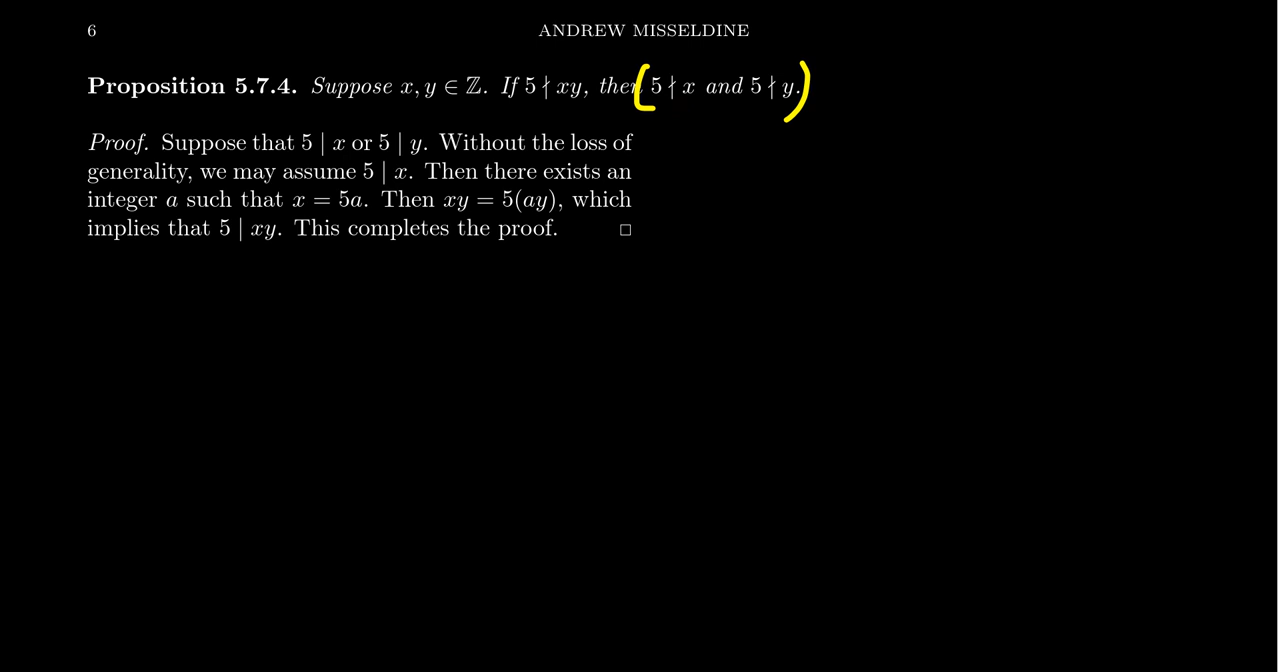 6 ANDREW MISSELDINE
Proposition 5.7.4. Suppose x, y ∈ ℤ. If 5 ∤ xy, then (5 ∤ x and 5 ∤ y.)
Proof. Suppose that 5 | x or 5 | y. Without the loss of
generality, we may assume 5 | x. Then there exists an
integer a such that x = 5a. Then xy = 5(ay), which
implies that 5 | xy. This completes the proof. □